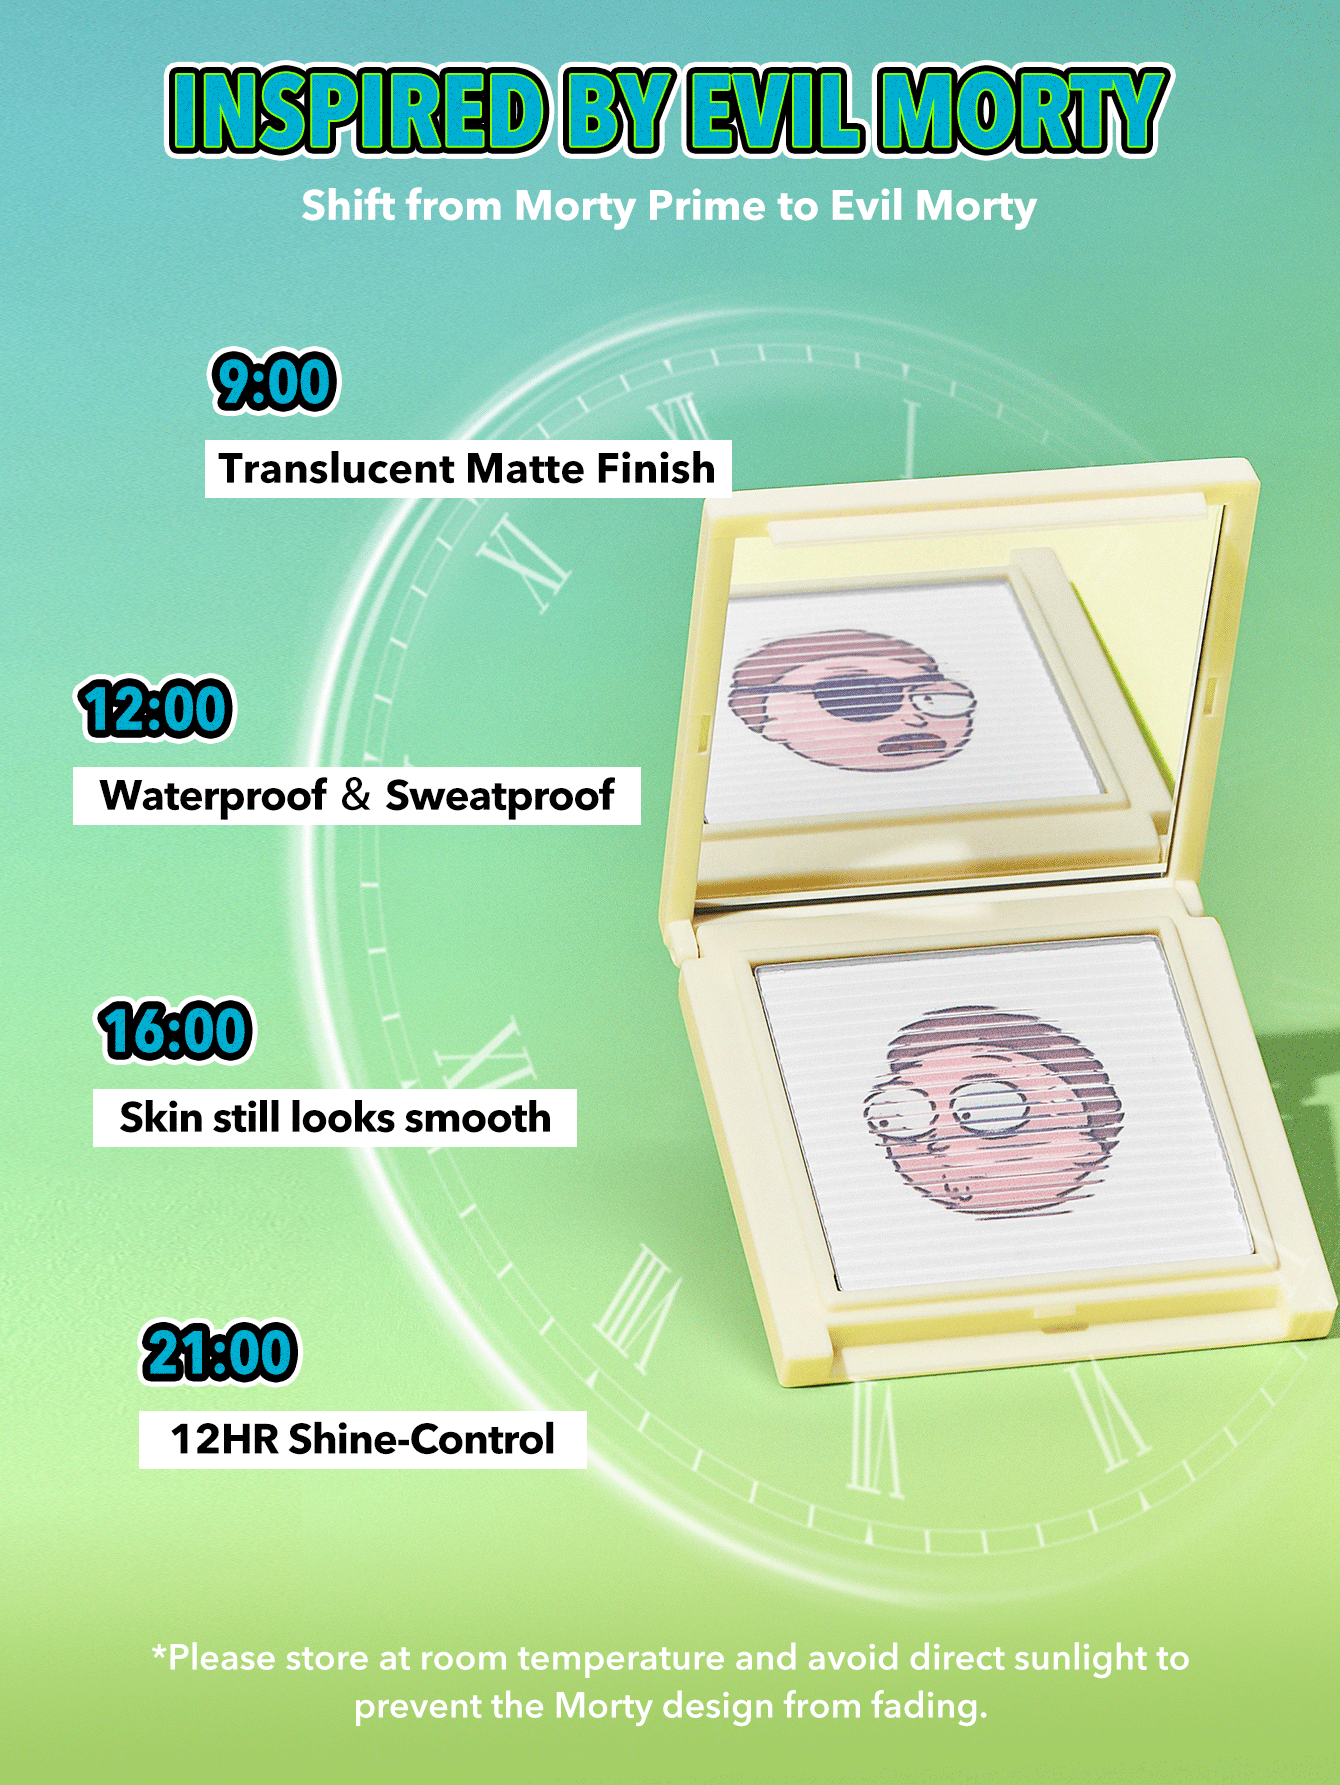 INSPIRED BY EVIL MORTY
Shift from Morty Prime to Evil Morty
9:00
Translucent Matte Finish
12:00
Waterproof & Sweatproof
16:00
Skin still looks smooth
21:00
12HR Shine-Control
*Please store at room temperature and avoid direct sunlight to
prevent the Morty design from fading.